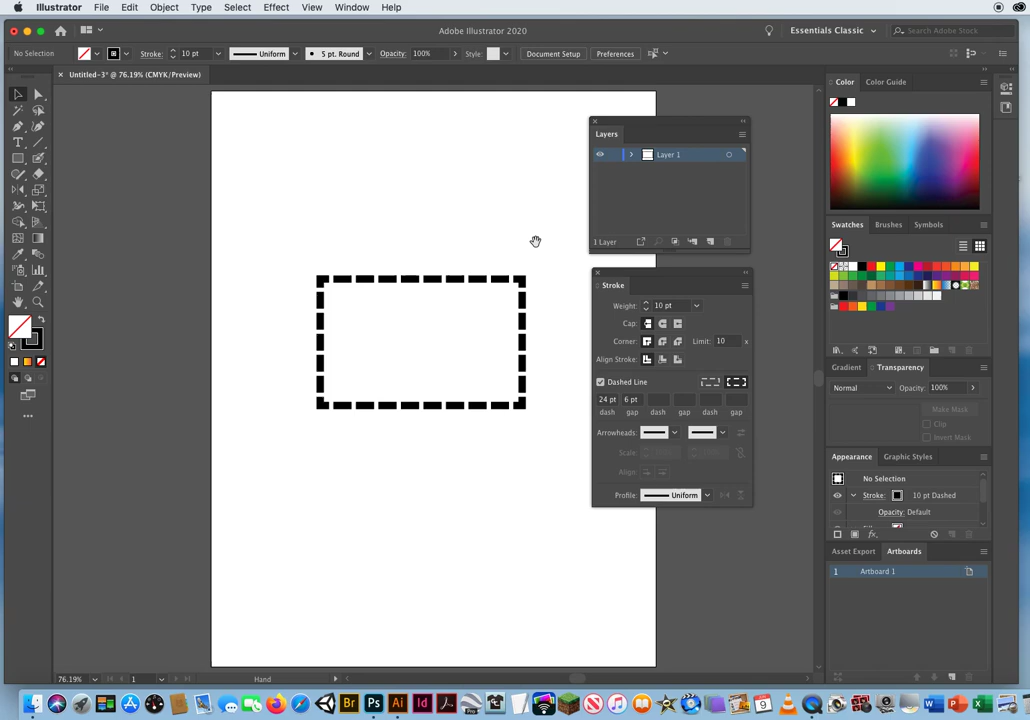 Illustrator File Edit Object Type Select Effect View Window Help
Adobe Illustrator 2020
Essentials Classic
Search Adobe Stock
No Selection Stroke: 10 pt Uniform 5 pt. Round Opacity: 100% Style: Document Setup Preferences
Untitled-3* @ 76.19% (CMYK/Preview)
Layers
Layer 1
1 Layer
Stroke
Weight: 10 pt
Cap:
Corner: Limit: 10 x
Align Stroke:
Dashed Line
24 pt 6 pt
dash gap dash gap dash gap
Arrowheads:
Scale:
Align:
Profile: Uniform
Color Color Guide
Swatches Brushes Symbols
Gradient Transparency
Normal Opacity: 100%
Make Mask
Clip
Invert Mask
Appearance Graphic Styles
No Selection
Stroke: 10 pt Dashed
Opacity: Default
fx
Asset Export Artboards
1 Artboard 1
76.19% 1 Hand
Br Ps Ai Id